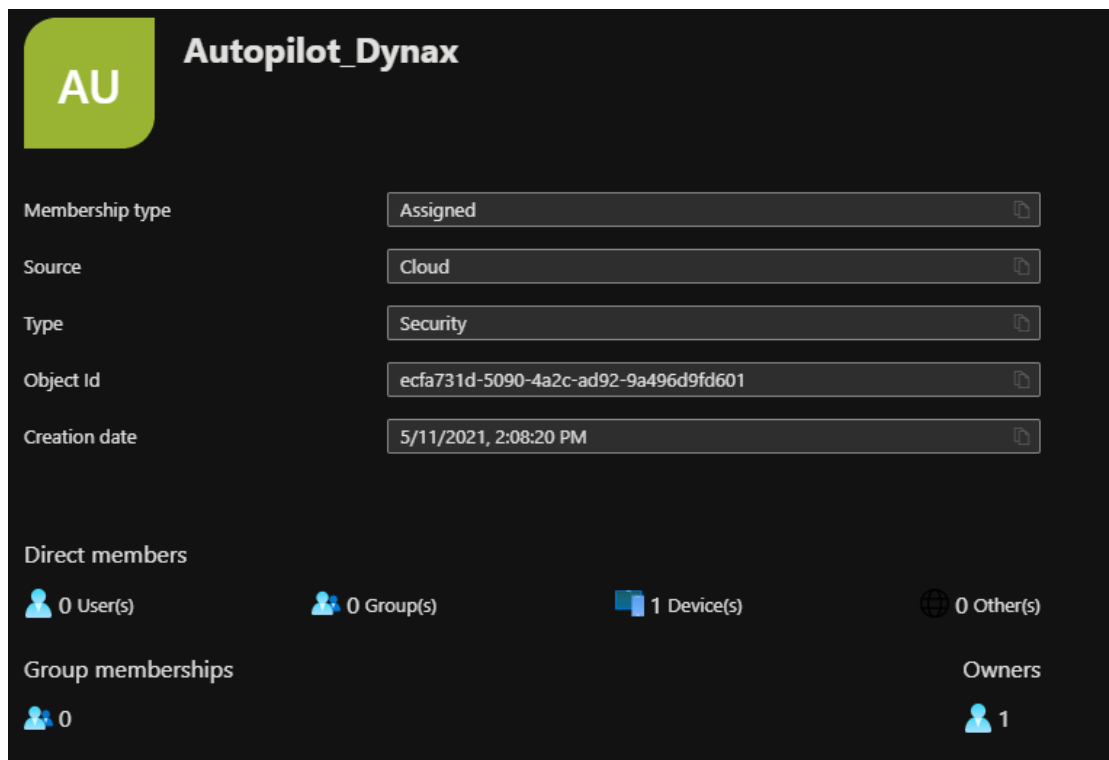 AU
Autopilot_Dynax
Membership type Assigned
Source Cloud
Type Security
Object Id ecfa731d-5090-4a2c-ad92-9a496d9fd601
Creation date 5/11/2021, 2:08:20 PM
Direct members
0 User(s) 0 Group(s) 1 Device(s) 0 Other(s)
Group memberships Owners
0 1